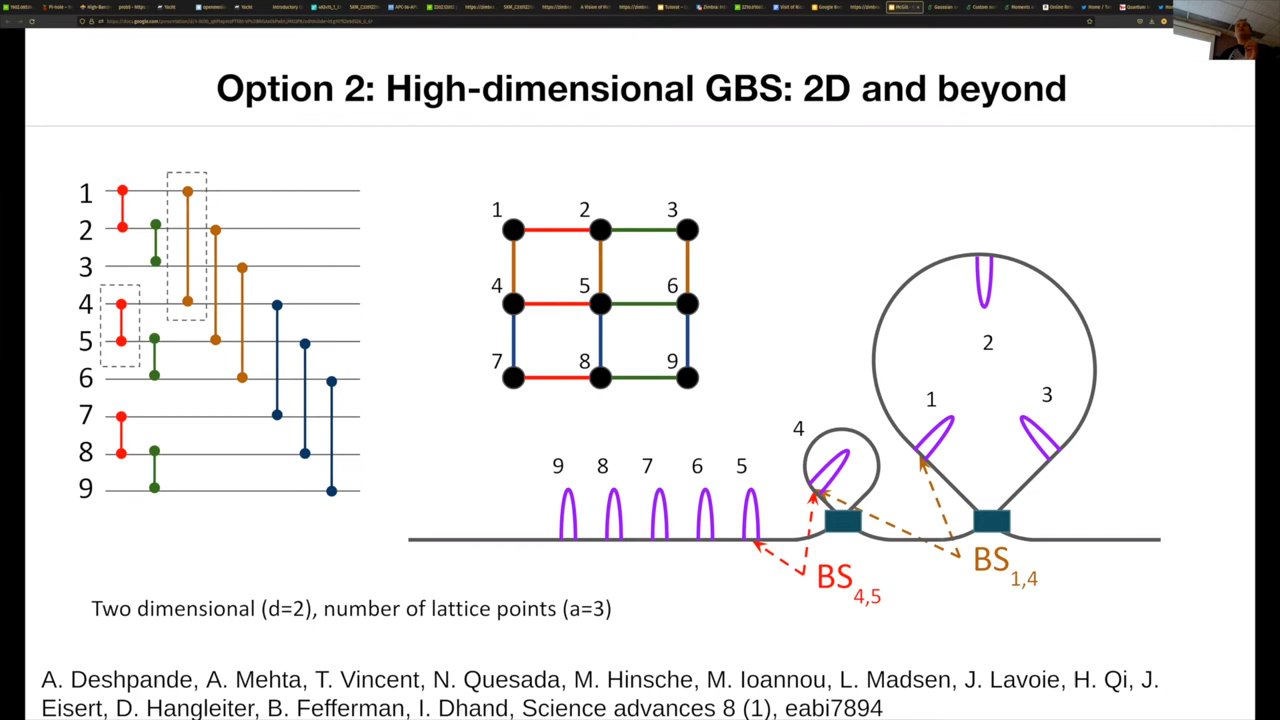 Option 2: High-dimensional GBS: 2D and beyond
1
2
3
4
5
6
7
8
9
1 2 3
4 5 6
7 8 9
9 8 7 6 5
4
1
2
3
BS4,5
BS1,4
Two dimensional (d=2), number of lattice points (a=3)
A. Deshpande, A. Mehta, T. Vincent, N. Quesada, M. Hinsche, M. Ioannou, L. Madsen, J. Lavoie, H. Qi, J.
Eisert, D. Hangleiter, B. Fefferman, I. Dhand, Science advances 8 (1), eabi7894